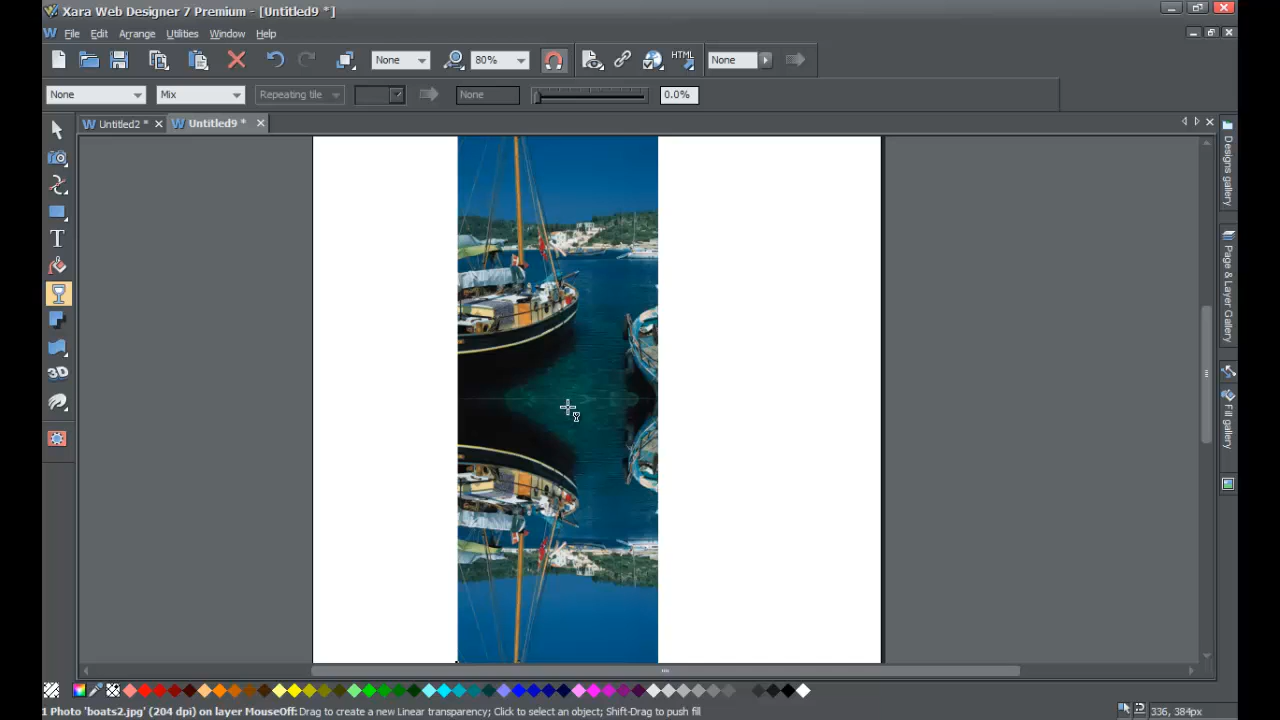 Xara Web Designer 7 Premium - [Untitled9 *]
File Edit Arrange Utilities Window Help
None 80% HTML None
None Mix Repeating tile None 0.0%
Untitled2 * Untitled9 *
Designs gallery
Page & Layer Gallery
Fill gallery
T
3D
1 Photo 'boats2.jpg' (204 dpi) on layer MouseOff: Drag to create a new Linear transparency; Click to select an object; Shift-Drag to push fill 336, 384px